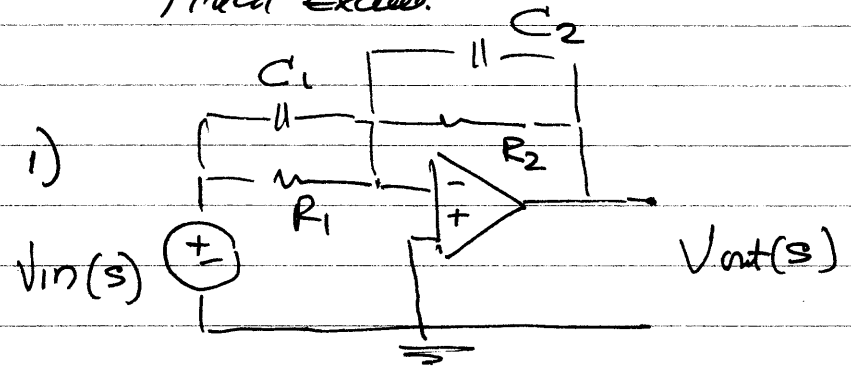 C2
C1
1)
R2
R1
- +
+ -
Vin(s)
Vout(s)